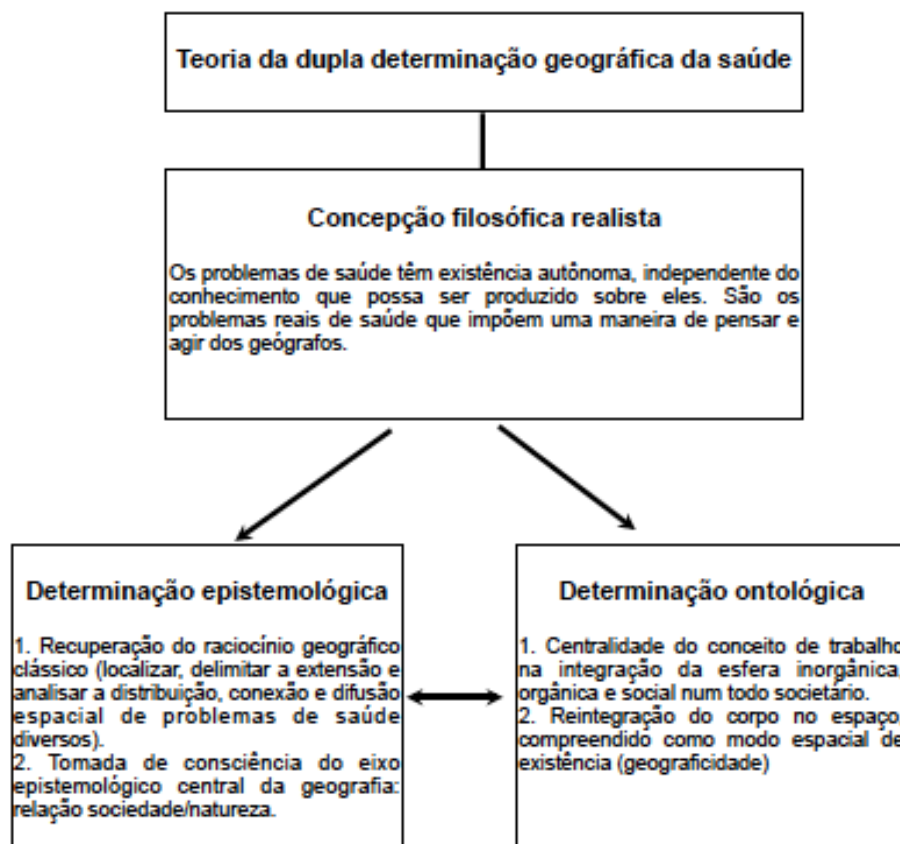 Teoria da dupla determinação geográfica da saúde
Concepção filosófica realista
Os problemas de saúde têm existência autônoma, independente do
conhecimento que possa ser produzido sobre eles. São os
problemas reais de saúde que impõem uma maneira de pensar e
agir dos geógrafos.
Determinação epistemológica
1. Recuperação do raciocínio geográfico
clássico (localizar, delimitar a extensão e
analisar a distribuição, conexão e difusão
espacial de problemas de saúde
diversos).
2. Tomada de consciência do eixo
epistemológico central da geografia:
relação sociedade/natureza.
Determinação ontológica
1. Centralidade do conceito de trabalho
na integração da esfera inorgânica,
orgânica e social num todo societário.
2. Reintegração do corpo no espaço,
compreendido como modo espacial de
existência (geograficidade)